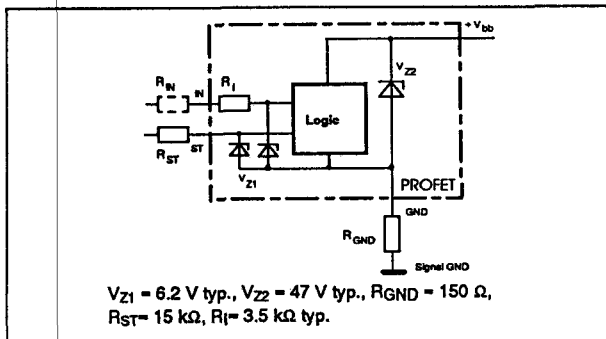 +Vbb
VZ2
RIN
IN
RI
Logic
RST
ST
VZ1
PROFET
GND
RGND
Signal GND
VZ1 = 6.2 V typ., VZ2 = 47 V typ., RGND = 150 Ω,
RST= 15 kΩ, RI= 3.5 kΩ typ.